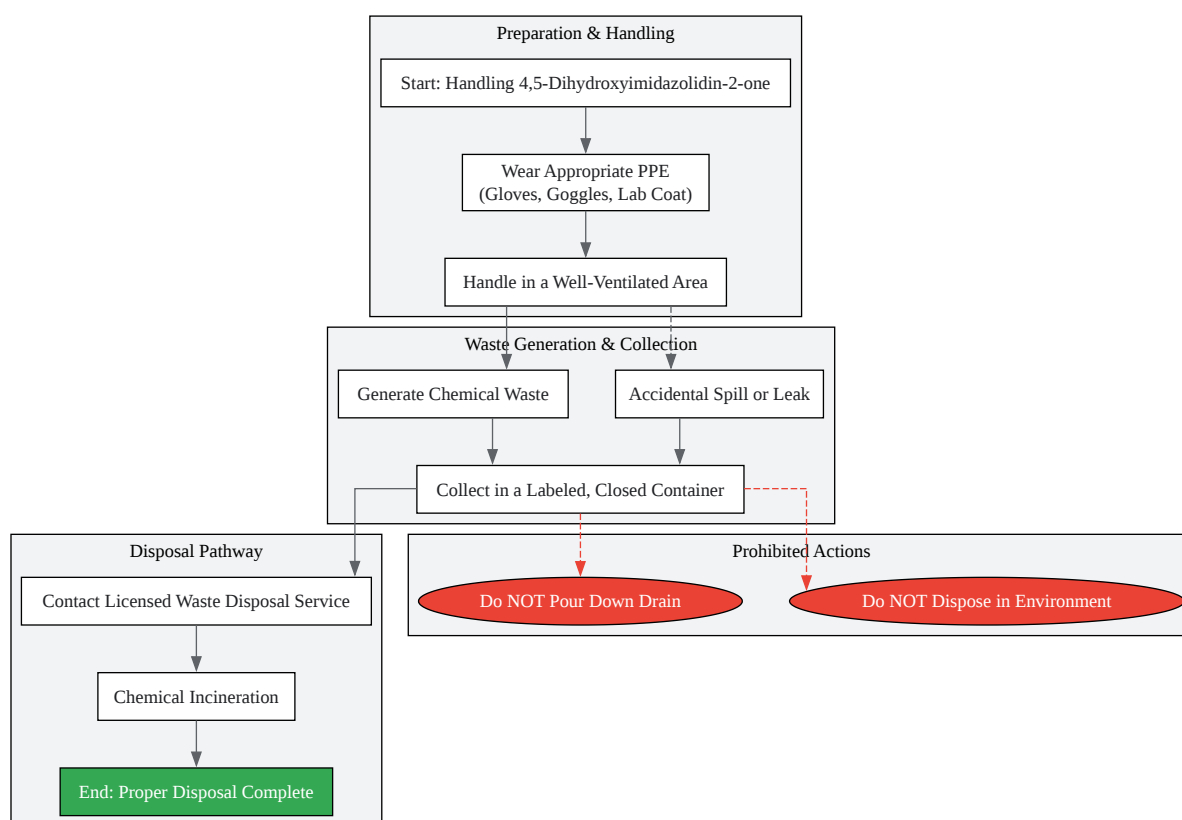 Preparation & Handling
Start: Handling 4,5-Dihydroxyimidazolidin-2-one
Wear Appropriate PPE
(Gloves, Goggles, Lab Coat)
Handle in a Well-Ventilated Area
Waste Generation & Collection
Generate Chemical Waste
Accidental Spill or Leak
Collect in a Labeled, Closed Container
Disposal Pathway
Contact Licensed Waste Disposal Service
Chemical Incineration
End: Proper Disposal Complete
Prohibited Actions
Do NOT Pour Down Drain
Do NOT Dispose in Environment